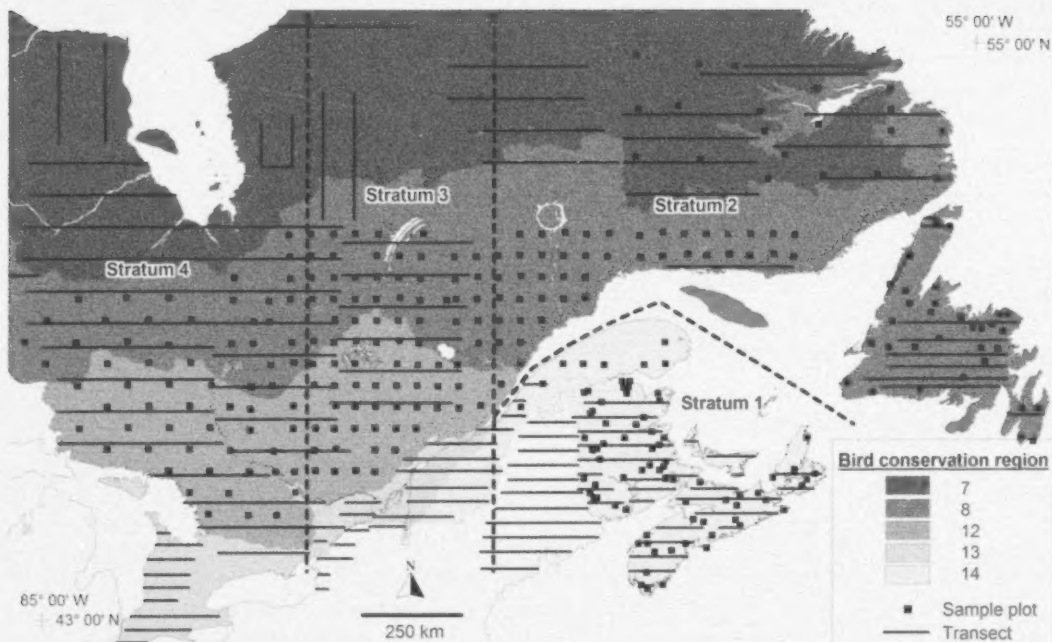 55° 00' W
55° 00' N
Stratum 3
Stratum 2
Stratum 4
Stratum 1
Bird conservation region
7
8
12
13
14
Sample plot
Transect
N
250 km
85° 00' W
43° 00' N